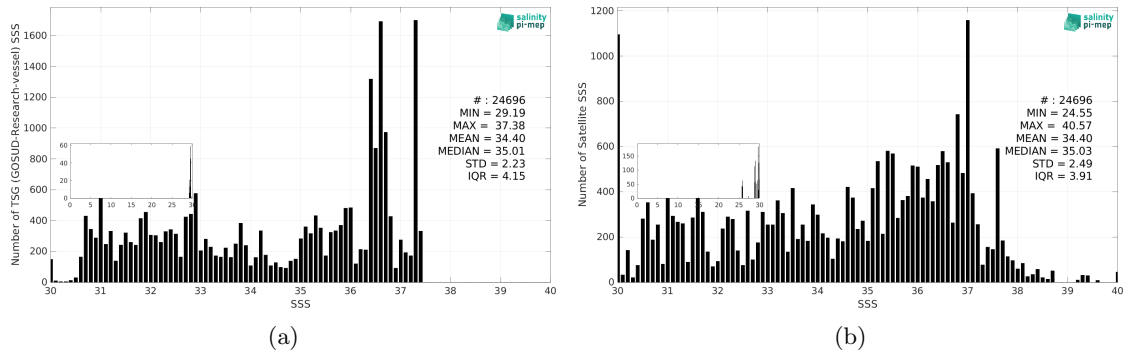 salinity
pi-mep
Number of TSG (GOSUD-Research-vessel) SSS
1600
1400
1200
1000
800
600
400
200
0
# : 24696
MIN = 29.19
MAX = 37.38
MEAN = 34.40
MEDIAN = 35.01
STD = 2.23
IQR = 4.15
60
40
20
0
0 5 10 15 20 25 30
30 31 32 33 34 35 36 37 38 39 40
SSS
(a)
salinity
pi-mep
Number of Satellite SSS
1200
1000
800
600
400
200
0
# : 24696
MIN = 24.55
MAX = 40.57
MEAN = 34.40
MEDIAN = 35.03
STD = 2.49
IQR = 3.91
150
100
50
0
0 5 10 15 20 25 30
30 31 32 33 34 35 36 37 38 39 40
SSS
(b)